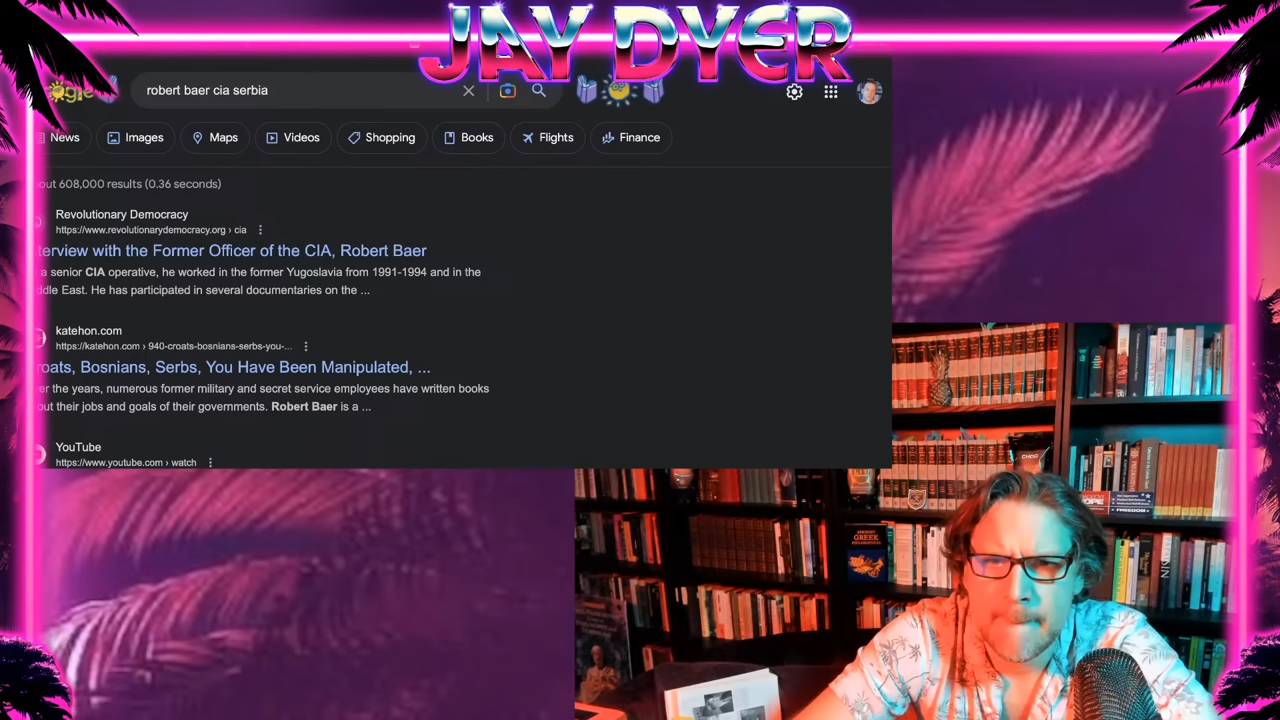 JAY DYER
gle
robert baer cia serbia
News
Images
Maps
Videos
Shopping
Books
Flights
Finance
out 608,000 results (0.36 seconds)
Revolutionary Democracy
https://www.revolutionarydemocracy.org › cia
terview with the Former Officer of the CIA, Robert Baer
a senior CIA operative, he worked in the former Yugoslavia from 1991-1994 and in the
ddle East. He has participated in several documentaries on the ...
katehon.com
https://katehon.com › 940-croats-bosnians-serbs-you-...
roats, Bosnians, Serbs, You Have Been Manipulated, ...
er the years, numerous former military and secret service employees have written books
out their jobs and goals of their governments. Robert Baer is a ...
YouTube
https://www.youtube.com › watch
GREEK
FREEDOM